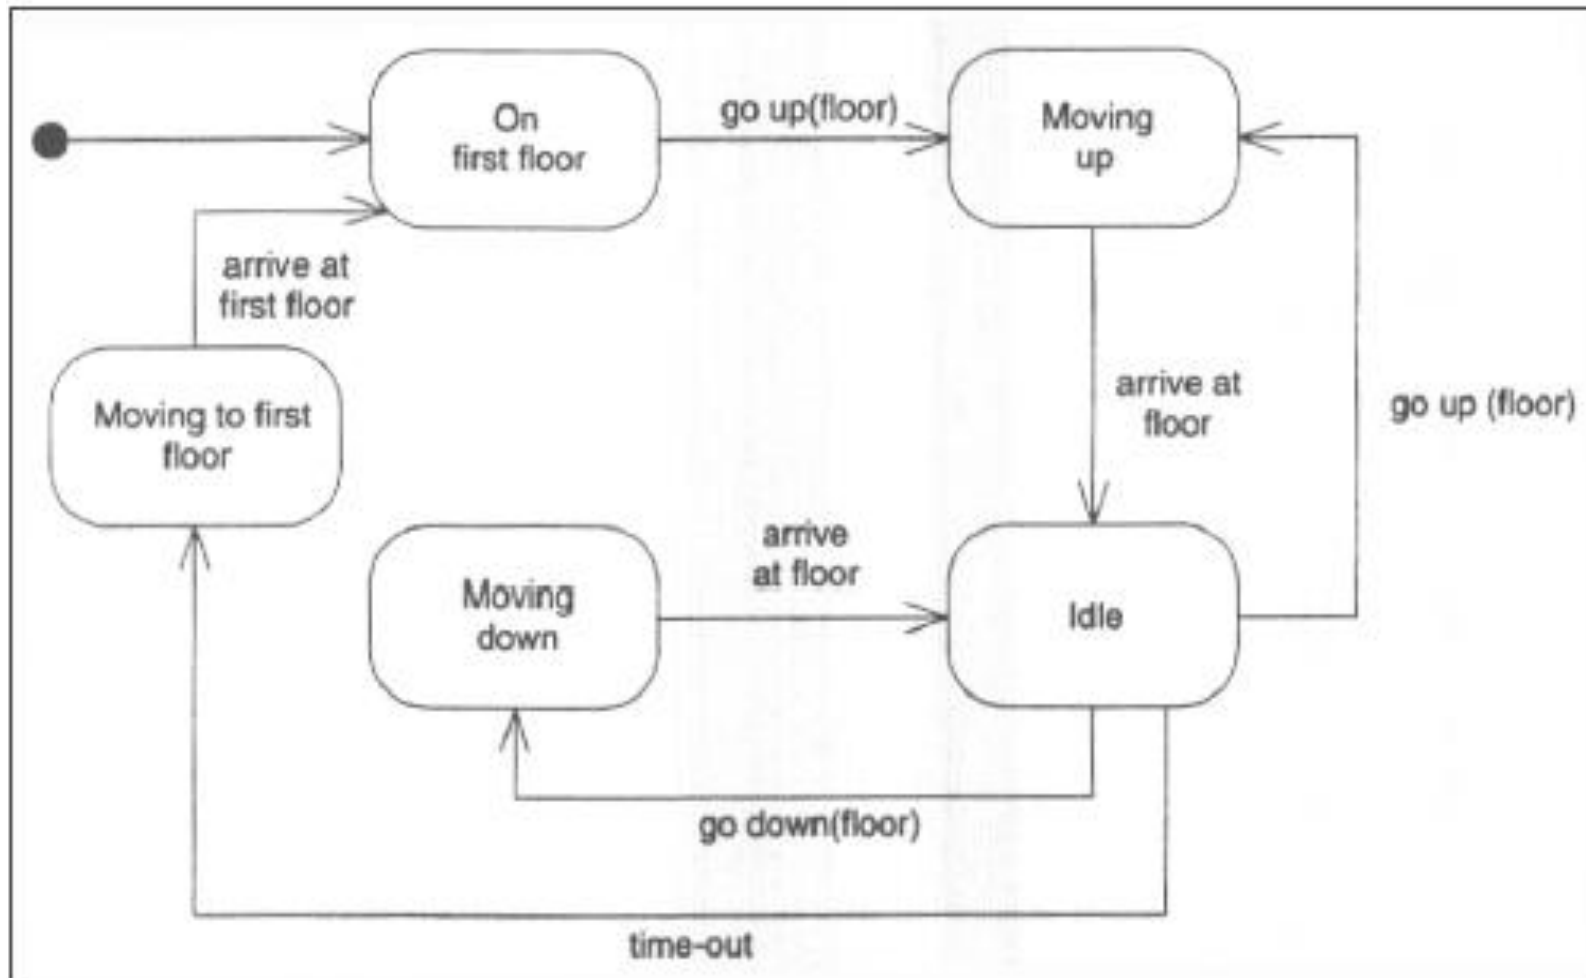 On
first floor
go up(floor)
Moving
up
arrive at
first floor
Moving to first
floor
arrive at
floor
go up (floor)
Moving
down
arrive
at floor
Idle
go down(floor)
time-out